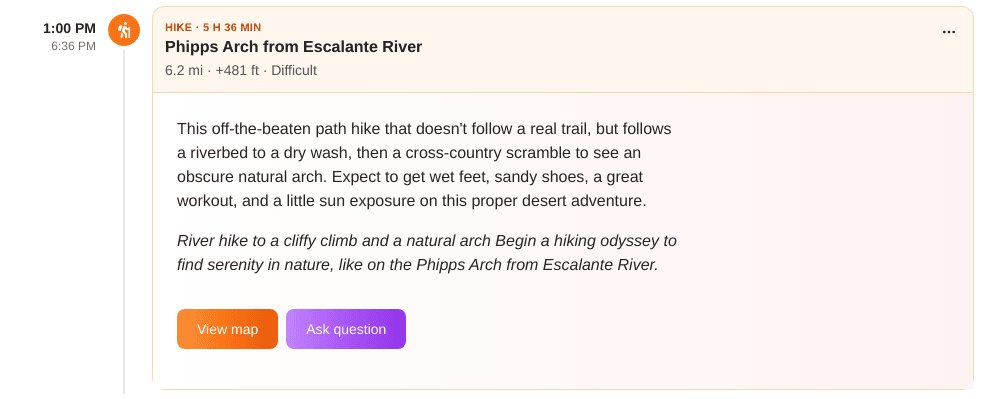 1:00 PM
6:36 PM
HIKE · 5 H 36 MIN
Phipps Arch from Escalante River
6.2 mi · +481 ft · Difficult
This off-the-beaten path hike that doesn't follow a real trail, but follows
a riverbed to a dry wash, then a cross-country scramble to see an
obscure natural arch. Expect to get wet feet, sandy shoes, a great
workout, and a little sun exposure on this proper desert adventure.
River hike to a cliffy climb and a natural arch Begin a hiking odyssey to
find serenity in nature, like on the Phipps Arch from Escalante River.
View map
Ask question